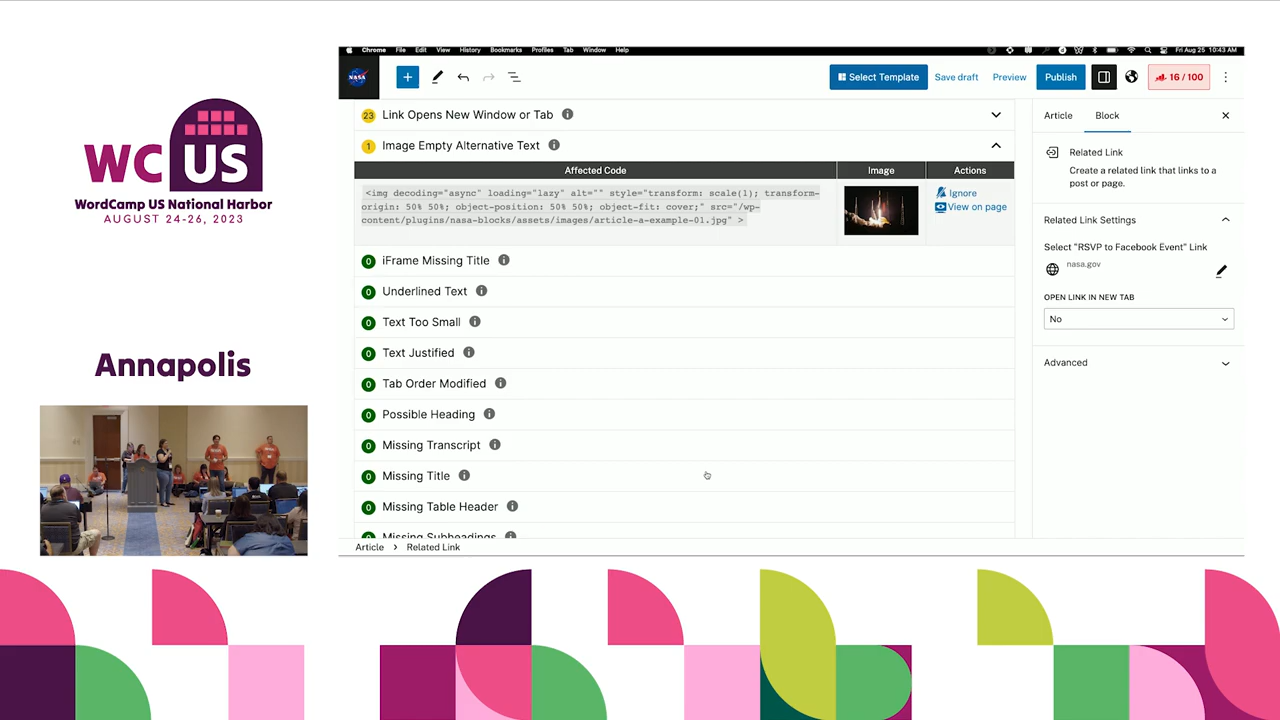 WC US
WordCamp US National Harbor
AUGUST 24-26, 2023
Annapolis
Chrome File Edit View History Bookmarks Profiles Tab Window Help
Fri Aug 25 10:43 AM
NASA
Select Template
Save draft
Preview
Publish
16 / 100
23 Link Opens New Window or Tab
1 Image Empty Alternative Text
Affected Code Image Actions
<img decoding="async" loading="lazy" alt="" style="transform: scale(1); transform-
origin: 50% 50%; object-position: 50% 50%; object-fit: cover;" src="/wp-
content/plugins/nasa-blocks/assets/images/article-a-example-01.jpg" >
Ignore
View on page
0 iFrame Missing Title
0 Underlined Text
0 Text Too Small
0 Text Justified
0 Tab Order Modified
0 Possible Heading
0 Missing Transcript
0 Missing Title
0 Missing Table Header
0 Missing Subheadings
Article > Related Link
Article Block
Related Link
Create a related link that links to a
post or page.
Related Link Settings
Select "RSVP to Facebook Event" Link
nasa.gov
OPEN LINK IN NEW TAB
No
Advanced